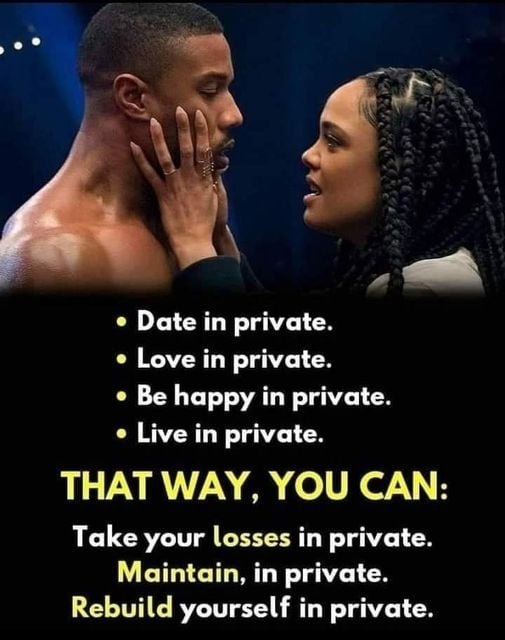 • Date in private.
• Love in private.
• Be happy in private.
• Live in private.
THAT WAY, YOU CAN:
Take your losses in private.
Maintain, in private.
Rebuild yourself in private.